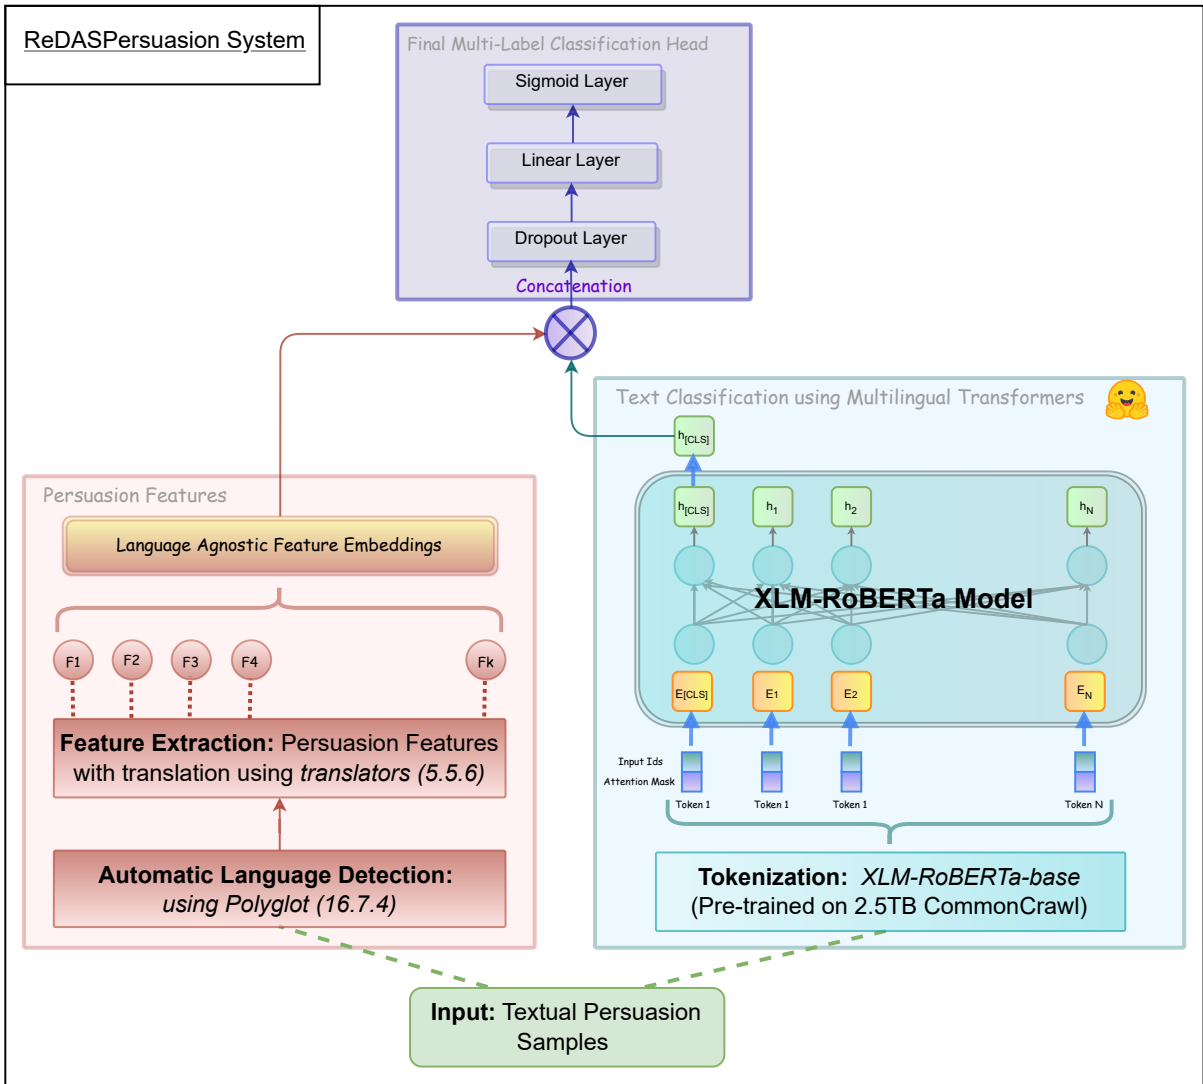 ReDASPersuasion System
Final Multi-Label Classification Head
Sigmoid Layer
Linear Layer
Dropout Layer
Concatenation
Text Classification using Multilingual Transformers
h[CLS]
Persuasion Features
Language Agnostic Feature Embeddings
h[CLS] h1 h2 hN
XLM-RoBERTa Model
F1 F2 F3 F4 Fk
E[CLS] E1 E2 EN
Feature Extraction: Persuasion Features
with translation using translators (5.5.6)
Input Ids
Attention Mask
Token 1 Token 1 Token 1 Token N
Automatic Language Detection:
using Polyglot (16.7.4)
Tokenization: XLM-RoBERTa-base
(Pre-trained on 2.5TB CommonCrawl)
Input: Textual Persuasion
Samples